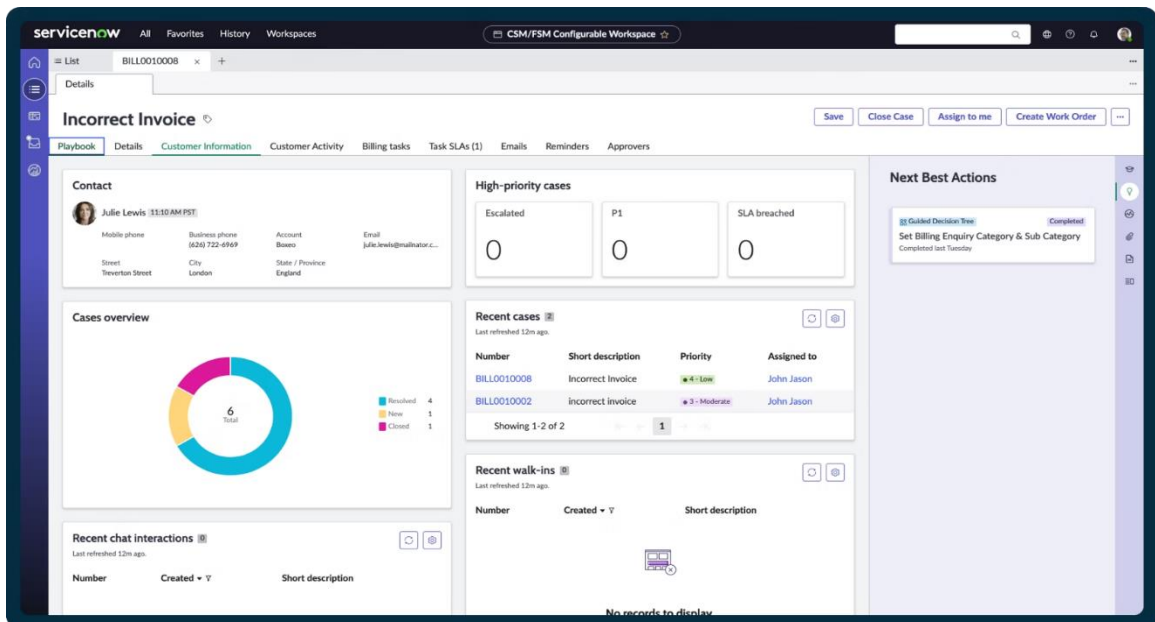 servicenow All Favorites History Workspaces CSM/FSM Configurable Workspace
List BILL0010008 × +
Details
Incorrect Invoice
Save Close Case Assign to me Create Work Order
Playbook Details Customer Information Customer Activity Billing tasks Task SLAs (1) Emails Reminders Approvers
Contact
Julie Lewis 11:10 AM PST
Mobile phone Business phone Account Email
(626) 722-6969 Boxeo julie.lewis@mailnator.c...
Street City State / Province
Treverton Street London England
High-priority cases
Escalated P1 SLA breached
0 0 0
Cases overview
6
Total
Resolved 4
New 1
Closed 1
Recent cases 2
Last refreshed 12m ago.
Number Short description Priority Assigned to
BILL0010008 Incorrect Invoice 4 - Low John Jason
BILL0010002 incorrect invoice 3 - Moderate John Jason
Showing 1-2 of 2 1
Recent walk-ins 0
Last refreshed 12m ago.
Number Created Short description
No records to display
Recent chat interactions 0
Last refreshed 12m ago.
Number Created Short description
Next Best Actions
Guided Decision Tree Completed
Set Billing Enquiry Category & Sub Category
Completed last Tuesday